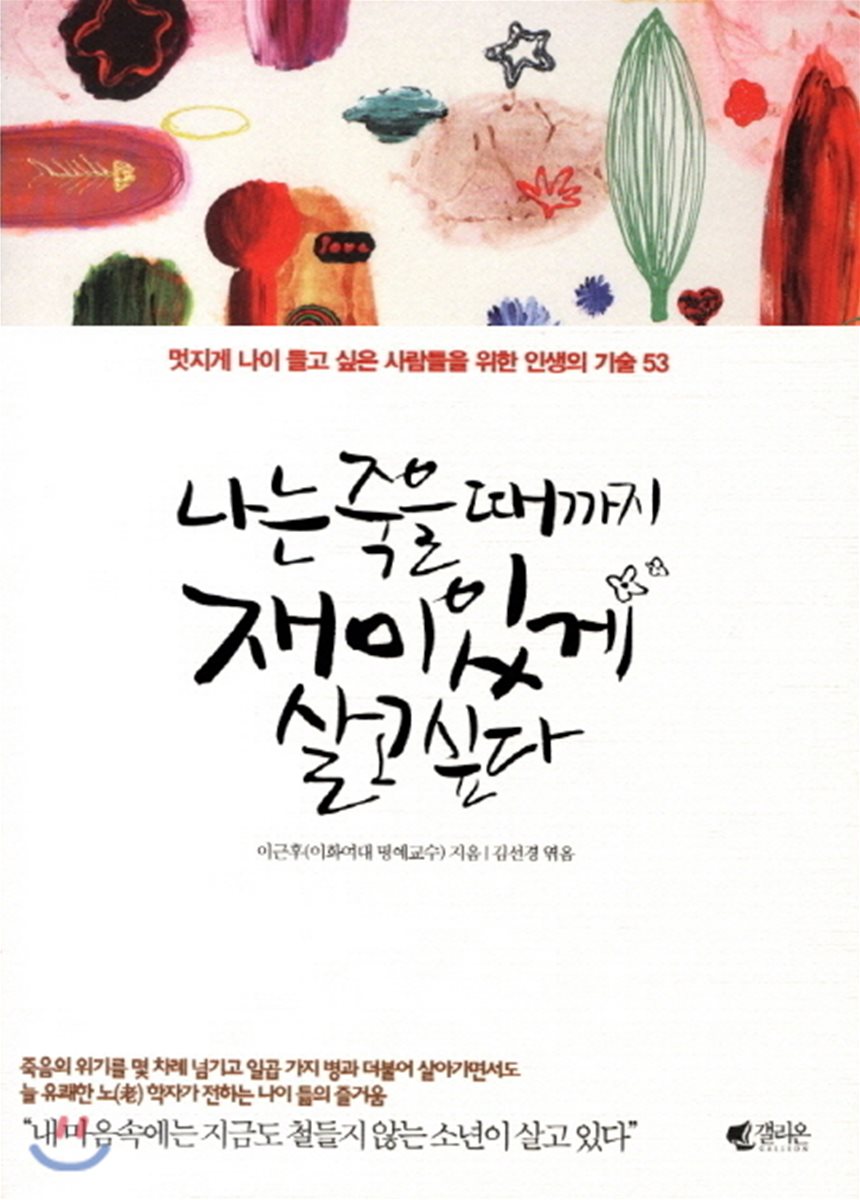 love
멋지게 나이 들고 싶은 사람들을 위한 인생의 기술 53
나는 죽을 때까지
재미있게
살고 싶다
이근후(이화여대 명예교수) 지음 | 김선경 엮음
죽음의 위기를 몇 차례 넘기고 일곱 가지 병과 더불어 살아가면서도
늘 유쾌한 노(老) 학자가 전하는 나이 듦의 즐거움
“내 마음속에는 지금도 철들지 않는 소년이 살고 있다”
갤리온
GALLEON